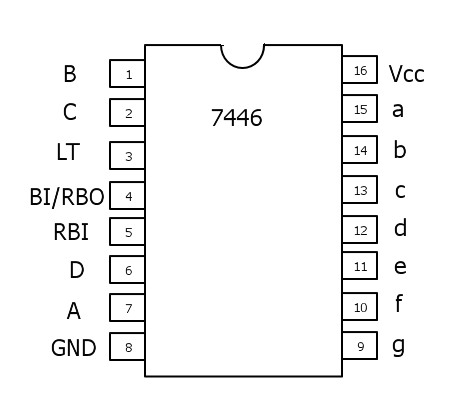 B 1 16 Vcc
7446
C 2 15 a
LT 3 14 b
BI/RBO 4 13 c
RBI 5 12 d
D 6 11 e
A 7 10 f
GND 8 9 g